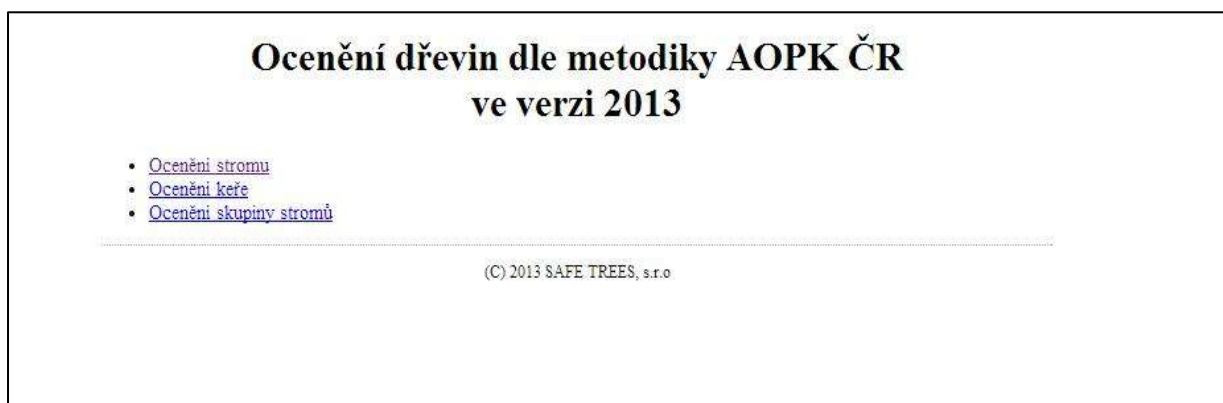 Ocenění dřevin dle metodiky AOPK ČR
ve verzi 2013
Ocenění stromu
Ocenění keře
Ocenění skupiny stromů
(C) 2013 SAFE TREES, s.r.o